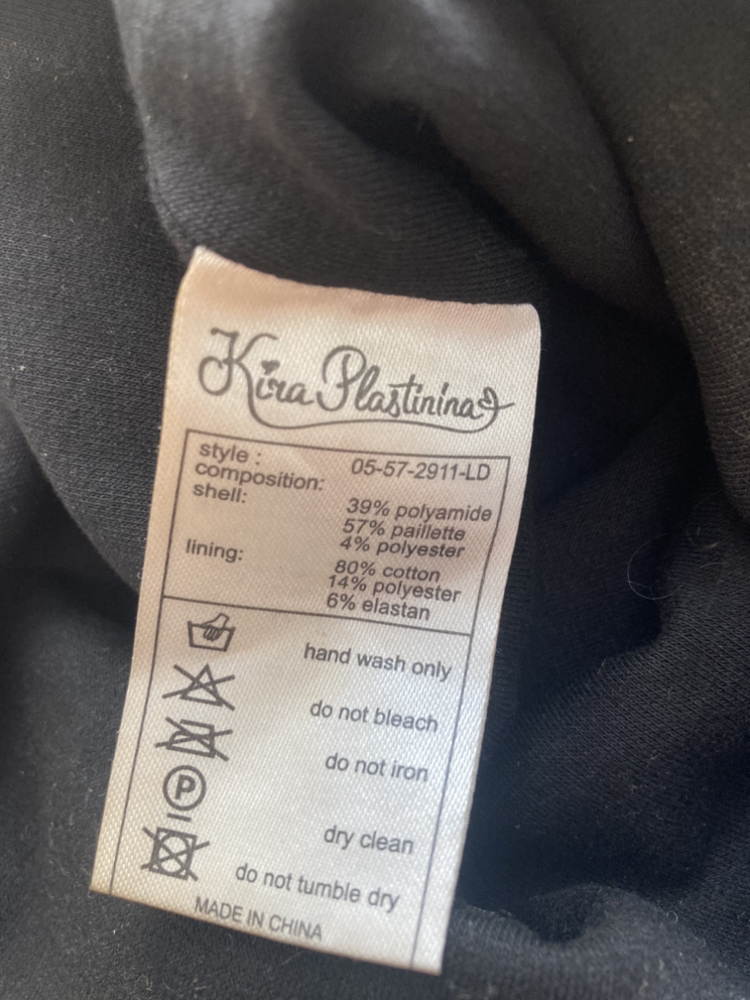 Kira Plastinina
style : 05-57-2911-LD
composition:
shell: 39% polyamide
57% paillette
4% polyester
lining: 80% cotton
14% polyester
6% elastan
hand wash only
do not bleach
do not iron
P
dry clean
do not tumble dry
MADE IN CHINA